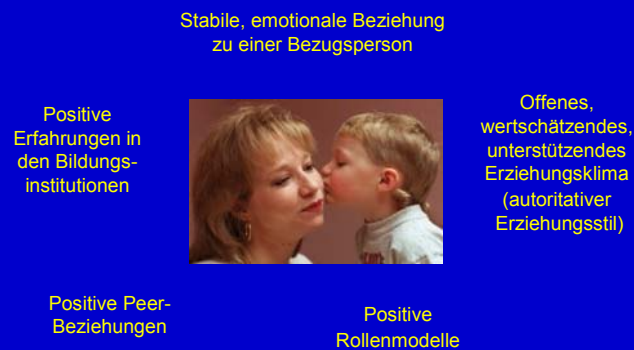 Stabile, emotionale Beziehung
zu einer Bezugsperson
Positive
Erfahrungen in
den Bildungs-
institutionen
Offenes,
wertschätzendes,
unterstützendes
Erziehungsklima
(autoritativer
Erziehungsstil)
Positive Peer-
Beziehungen
Positive
Rollenmodelle